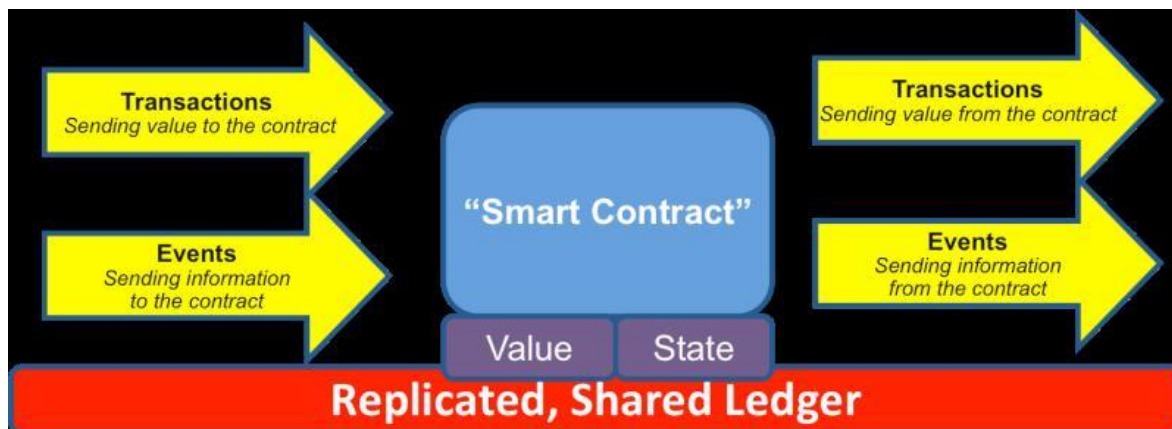 Transactions
Sending value to the contract
Events
Sending information
to the contract
“Smart Contract”
Value
State
Transactions
Sending value from the contract
Events
Sending information
from the contract
Replicated, Shared Ledger